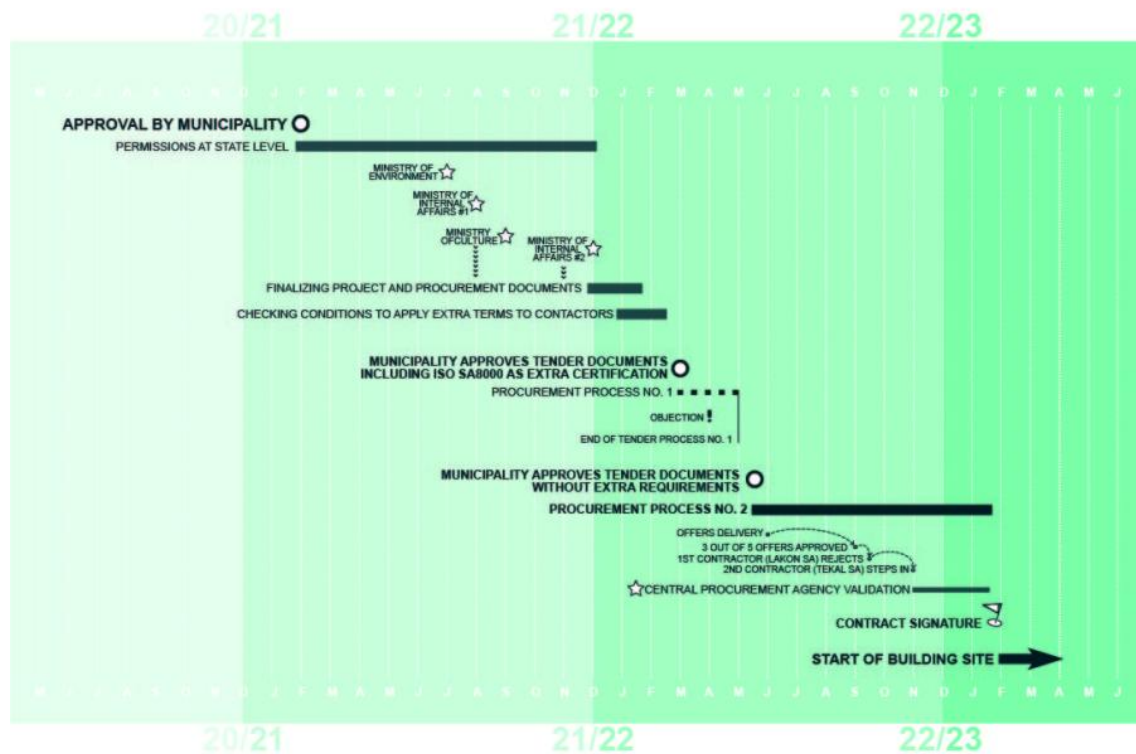 20/21 21/22 22/23
M J J A S O N D J F M A M J J A S O N D J F M A M J J A S O N D J F M A M J
APPROVAL BY MUNICIPALITY
PERMISSIONS AT STATE LEVEL
MINISTRY OF
ENVIRONMENT
MINISTRY OF
INTERNAL
AFFAIRS #1
MINISTRY
OFCULTURE
MINISTRY OF
INTERNAL
AFFAIRS #2
FINALIZING PROJECT AND PROCUREMENT DOCUMENTS
CHECKING CONDITIONS TO APPLY EXTRA TERMS TO CONTACTORS
MUNICIPALITY APPROVES TENDER DOCUMENTS
INCLUDING ISO SA8000 AS EXTRA CERTIFICATION
PROCUREMENT PROCESS NO. 1
OBJECTION !
END OF TENDER PROCESS NO. 1
MUNICIPALITY APPROVES TENDER DOCUMENTS
WITHOUT EXTRA REQUIREMENTS
PROCUREMENT PROCESS NO. 2
OFFERS DELIVERY
3 OUT OF 5 OFFERS APPROVED
1ST CONTRACTOR (LAKON SA) REJECTS
2ND CONTRACTOR (TEKAL SA) STEPS IN
CENTRAL PROCUREMENT AGENCY VALIDATION
CONTRACT SIGNATURE
START OF BUILDING SITE
M J J A S O N D J F M A M J J A S O N D J F M A M J J A S O N D J F M A M J
20/21 21/22 22/23